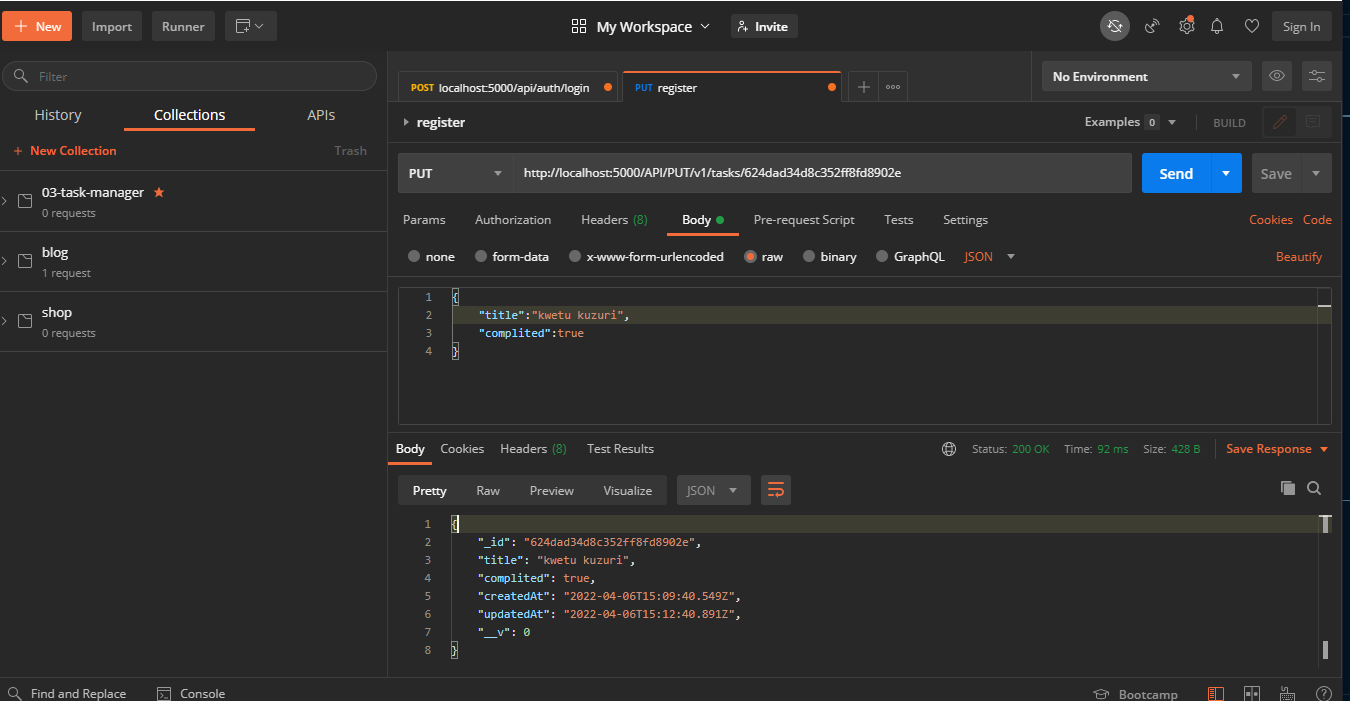 + New Import Runner My Workspace Invite Sign In
Filter
History Collections APIs
+ New Collection Trash
03-task-manager
0 requests
blog
1 request
shop
0 requests
POST localhost:5000/api/auth/login PUT register + ooo No Environment
register Examples 0 BUILD
PUT http://localhost:5000/API/PUT/v1/tasks/624dad34d8c352ff8fd8902e Send Save
Params Authorization Headers (8) Body Pre-request Script Tests Settings Cookies Code
none form-data x-www-form-urlencoded raw binary GraphQL JSON Beautify
1 {
2 "title":"kwetu kuzuri",
3 "complited":true
4 }
Body Cookies Headers (8) Test Results Status: 200 OK Time: 92 ms Size: 428 B Save Response
Pretty Raw Preview Visualize JSON
1 {
2 "_id": "624dad34d8c352ff8fd8902e",
3 "title": "kwetu kuzuri",
4 "complited": true,
5 "createdAt": "2022-04-06T15:09:40.549Z",
6 "updatedAt": "2022-04-06T15:12:40.891Z",
7 "__v": 0
8 }
Find and Replace Console Bootcamp ?